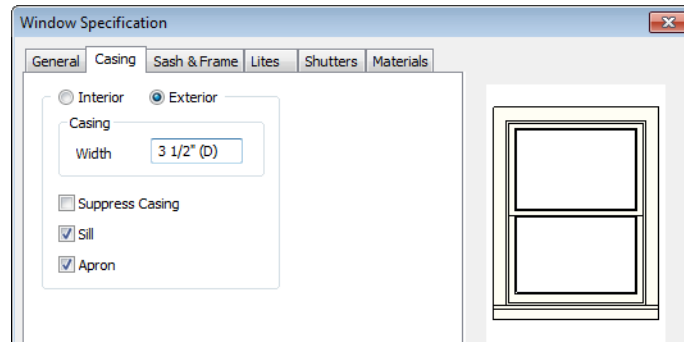 Window Specification
General Casing Sash & Frame Lites Shutters Materials
Interior Exterior
Casing
Width 3 1/2" (D)
Suppress Casing
Sill
Apron